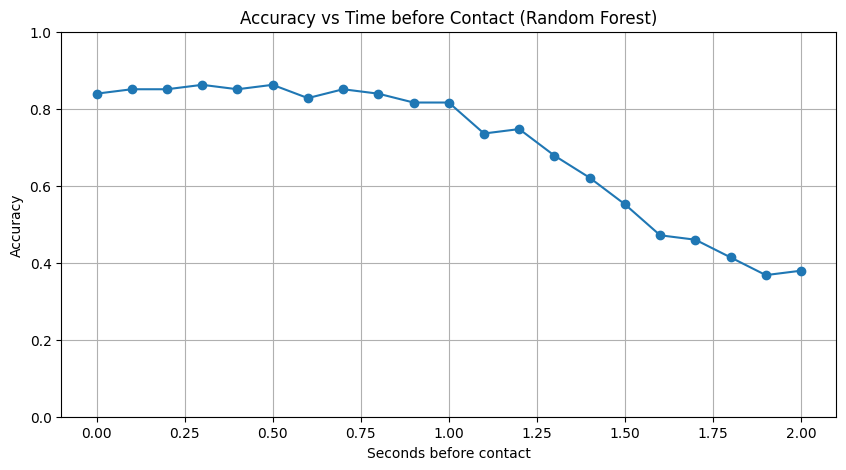 Accuracy vs Time before Contact (Random Forest)
1.0
0.8
0.6
0.4
0.2
0.0
Accuracy
0.00 0.25 0.50 0.75 1.00 1.25 1.50 1.75 2.00
Seconds before contact